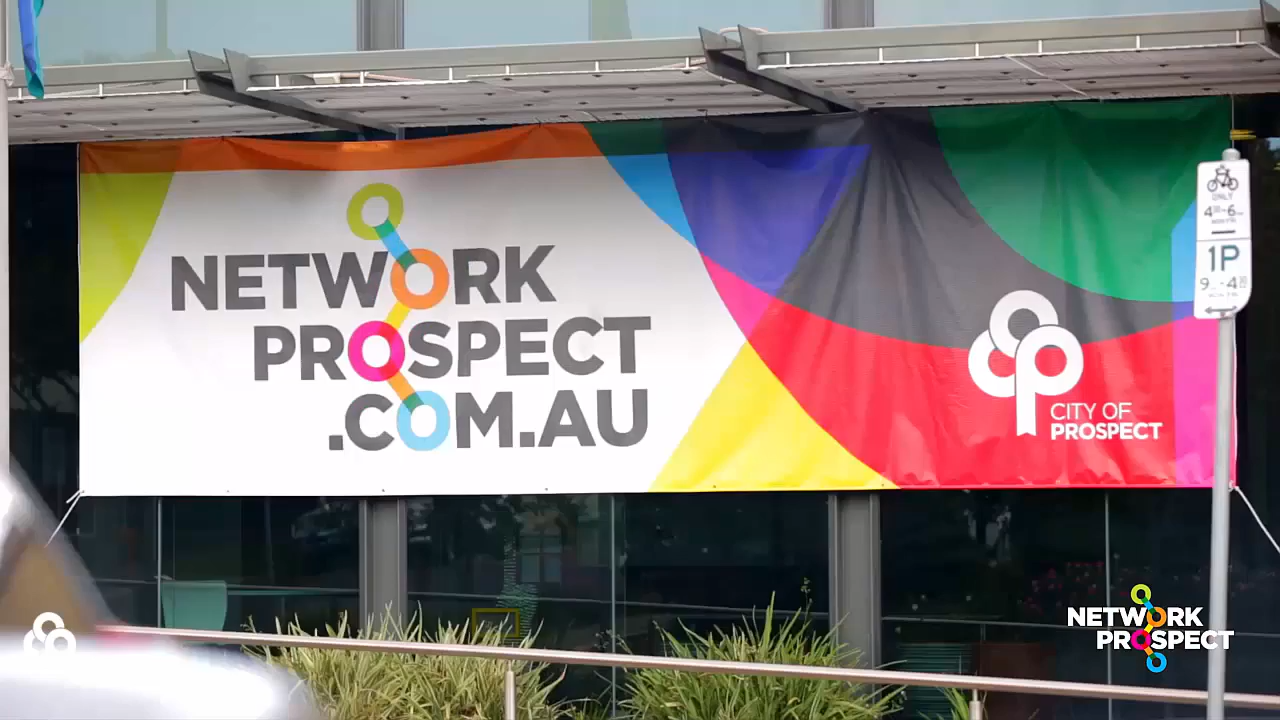 NETWORK
PROSPECT
.COM.AU
CITY OF
PROSPECT
ONLY
1P
NETWORK
PROSPECT